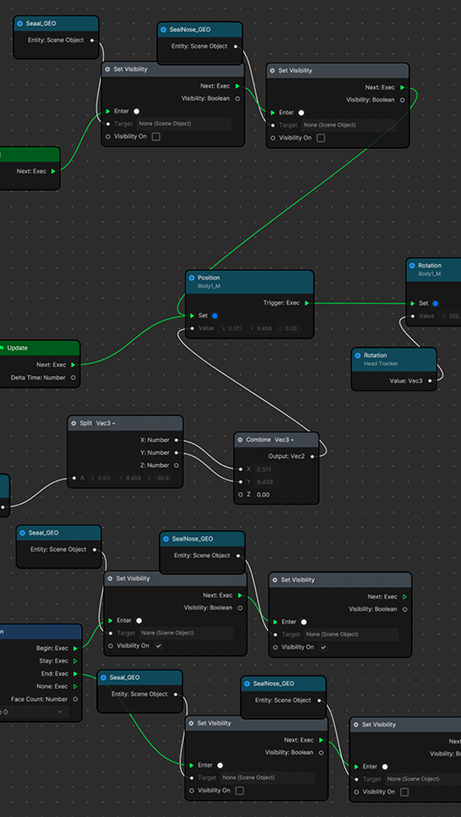 Seaal_GEO
Entity: Scene Object
SealNose_GEO
Entity: Scene Object
Set Visibility
Next: Exec
Visibility: Boolean
Enter
Target None (Scene Object)
Visibility On
Set Visibility
Next: Exec
Visibility: Boolean
Enter
Target None (Scene Object)
Visibility On
Next: Exec
Position
Body1_M
Trigger: Exec
Set
Value X 0.511 Y 9.458 Z 0.00
Rotation
Body1_M
Set
Value X 356
Update
Next: Exec
Delta Time: Number
Rotation
Head Tracker
Value: Vec3
Split Vec3
X: Number
Y: Number
Z: Number
A X 0.511 Y 9.458 Z -30.6
Combine Vec3
Output: Vec2
X 0.511
Y 9.458
Z 0.00
Seaal_GEO
Entity: Scene Object
SealNose_GEO
Entity: Scene Object
Set Visibility
Next: Exec
Visibility: Boolean
Enter
Target None (Scene Object)
Visibility On
Set Visibility
Next: Exec
Visibility: Boolean
Enter
Target None (Scene Object)
Visibility On
Begin: Exec
Stay: Exec
End: Exec
None: Exec
Face Count: Number
Seaal_GEO
Entity: Scene Object
SealNose_GEO
Entity: Scene Object
Set Visibility
Next: Exec
Visibility: Boolean
Enter
Target None (Scene Object)
Visibility On
Set Visibility
Enter
Target None (Scene Object)
Visibility On